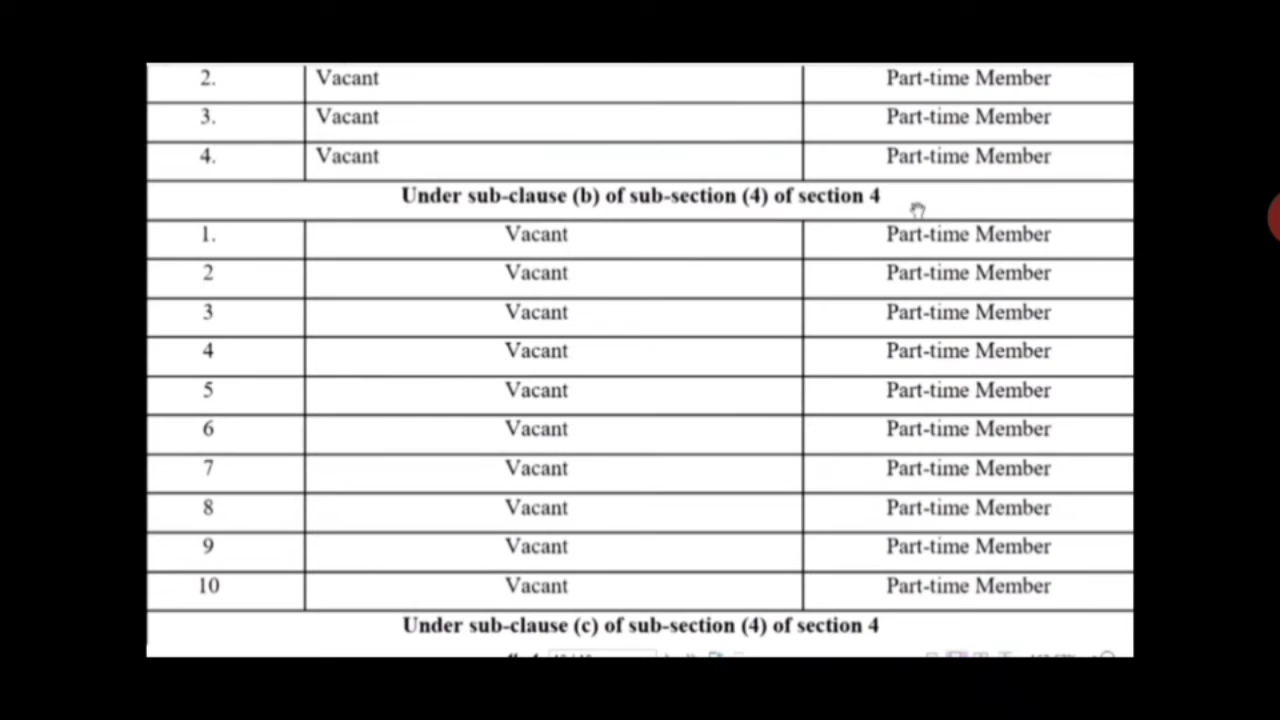 2. Vacant Part-time Member
3. Vacant Part-time Member
4. Vacant Part-time Member
Under sub-clause (b) of sub-section (4) of section 4
1. Vacant Part-time Member
2 Vacant Part-time Member
3 Vacant Part-time Member
4 Vacant Part-time Member
5 Vacant Part-time Member
6 Vacant Part-time Member
7 Vacant Part-time Member
8 Vacant Part-time Member
9 Vacant Part-time Member
10 Vacant Part-time Member
Under sub-clause (c) of sub-section (4) of section 4